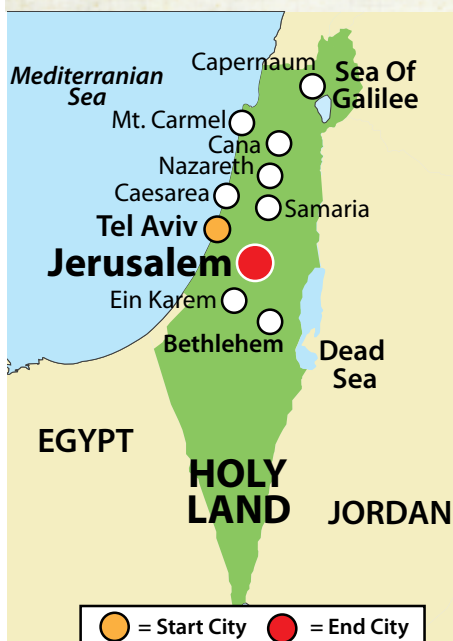 Capernaum
Mediterranian
Sea
Sea Of
Galilee
Mt. Carmel
Cana
Nazareth
Caesarea
Samaria
Tel Aviv
Jerusalem
Ein Karem
Bethlehem
Dead
Sea
EGYPT
HOLY
LAND
JORDAN
= Start City
= End City